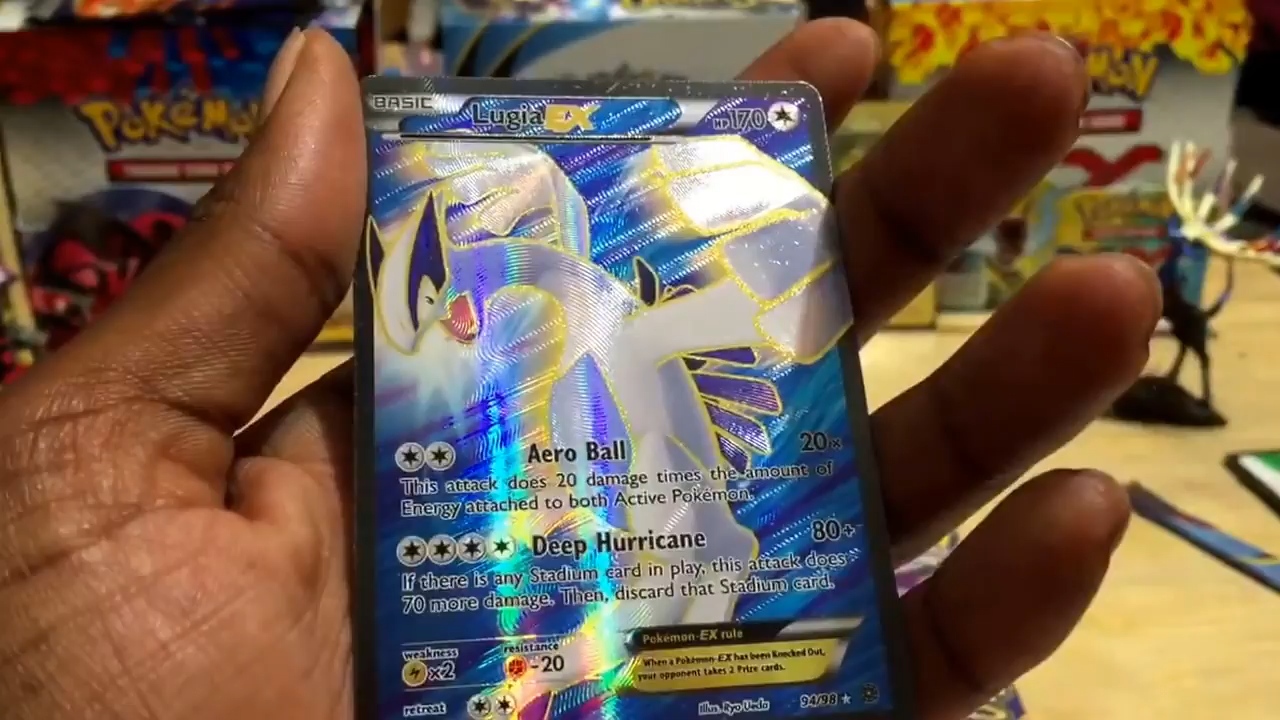 POKéMON
POKéMON
BASIC
Lugia EX
HP170
Aero Ball 20x
This attack does 20 damage times the amount of
Energy attached to both Active Pokémon.
Deep Hurricane 80+
If there is any Stadium card in play, this attack does
70 more damage. Then, discard that Stadium card.
weakness
x2
resistance
-20
retreat
Pokémon-EX rule
When a Pokémon-EX has been Knocked Out,
your opponent takes 2 Prize cards.
Illus. Ryo Ueda
94/98